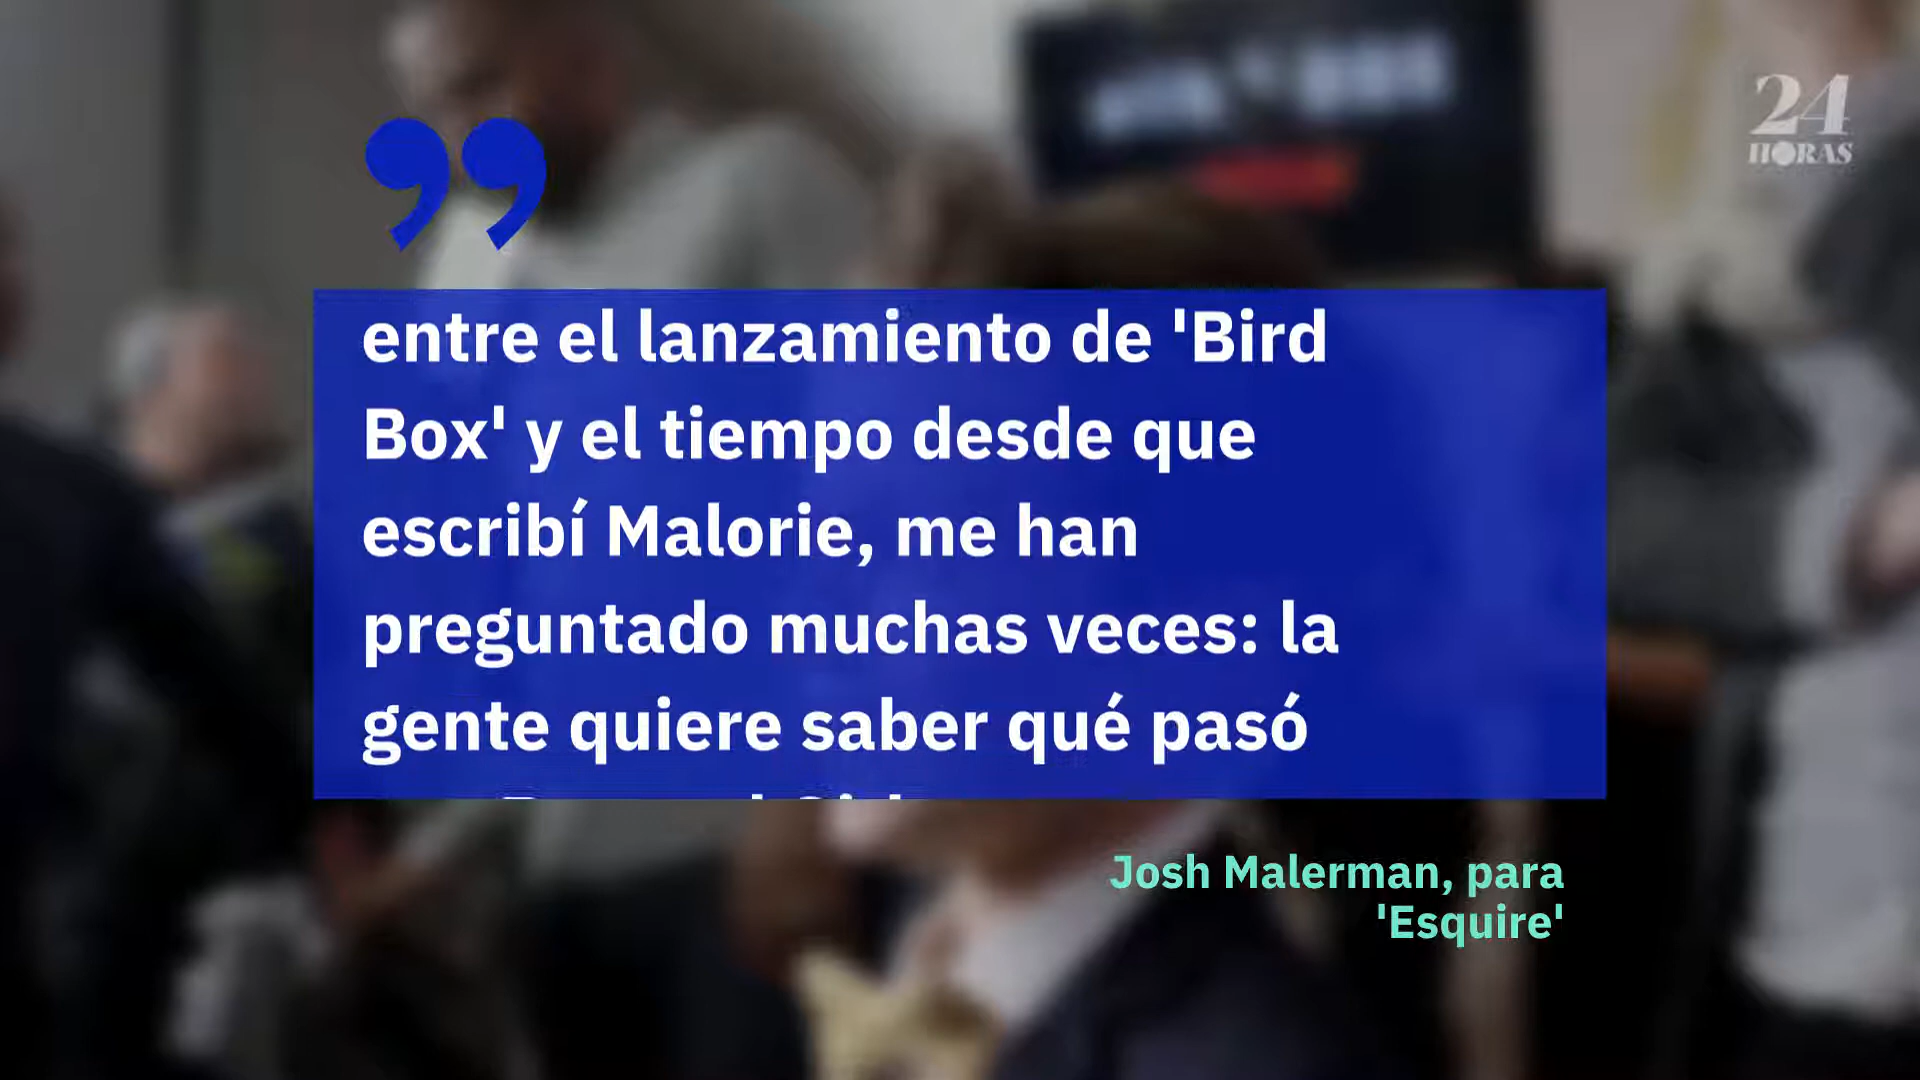 24
HORAS
entre el lanzamiento de 'Bird
Box' y el tiempo desde que
escribí Malorie, me han
preguntado muchas veces: la
gente quiere saber qué pasó
Josh Malerman, para
'Esquire'